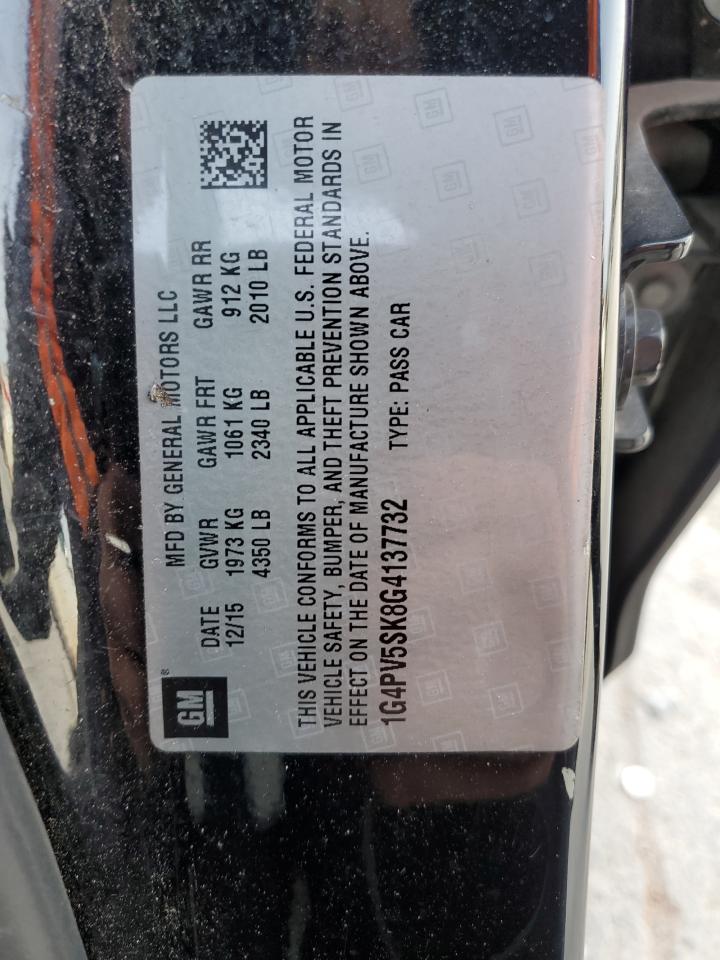 MFD BY GENERAL MOTORS LLC
DATE GVWR GAWR FRT GAWR RR
12/15 1973 KG 1061 KG 912 KG
4350 LB 2340 LB 2010 LB
GM®
THIS VEHICLE CONFORMS TO ALL APPLICABLE U.S. FEDERAL MOTOR
VEHICLE SAFETY, BUMPER, AND THEFT PREVENTION STANDARDS IN
EFFECT ON THE DATE OF MANUFACTURE SHOWN ABOVE.
1G4PV5SK8G4137732 TYPE: PASS CAR